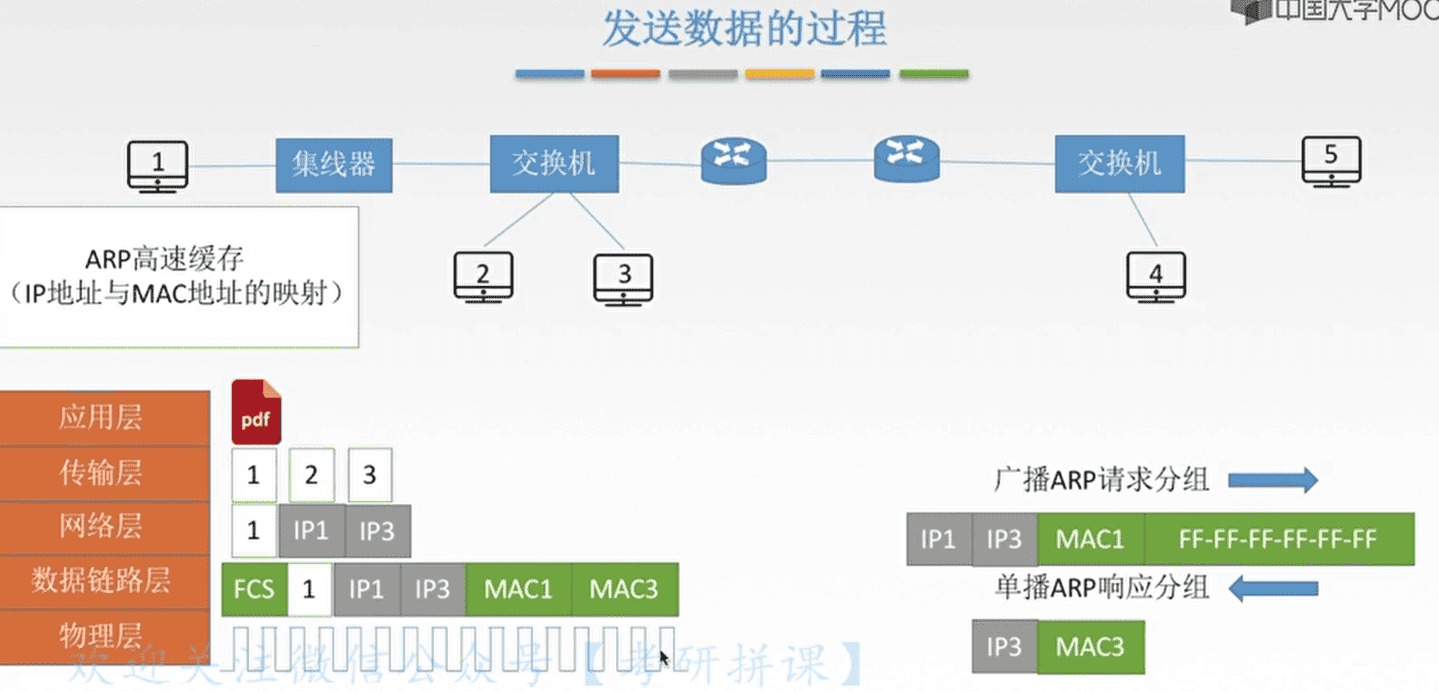 中国大学MOO
发送数据的过程
1
集线器
交换机
交换机
5
2
3
4
ARP高速缓存
（IP地址与MAC地址的映射）
应用层
pdf
传输层
1 2 3
网络层
1 IP1 IP3
数据链路层
FCS 1 IP1 IP3 MAC1 MAC3
物理层
广播ARP请求分组
IP1 IP3 MAC1 FF-FF-FF-FF-FF-FF
单播ARP响应分组
IP3 MAC3
欢迎关注微信公众号【考研拼课】